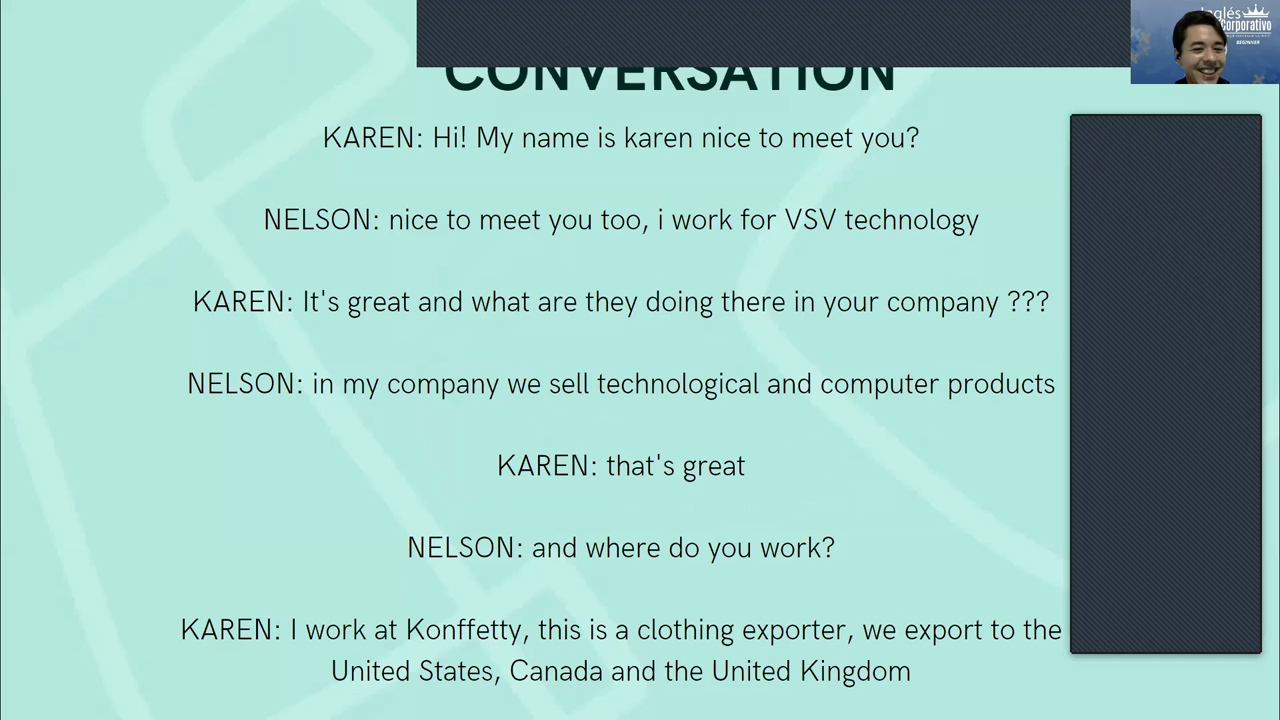 CONVERSATION
KAREN: Hi! My name is karen nice to meet you?
NELSON: nice to meet you too, i work for VSV technology
KAREN: It's great and what are they doing there in your company ???
NELSON: in my company we sell technological and computer products
KAREN: that's great
NELSON: and where do you work?
KAREN: I work at Konffetty, this is a clothing exporter, we export to the
United States, Canada and the United Kingdom
Inglés
Corporativo
BEGINNER